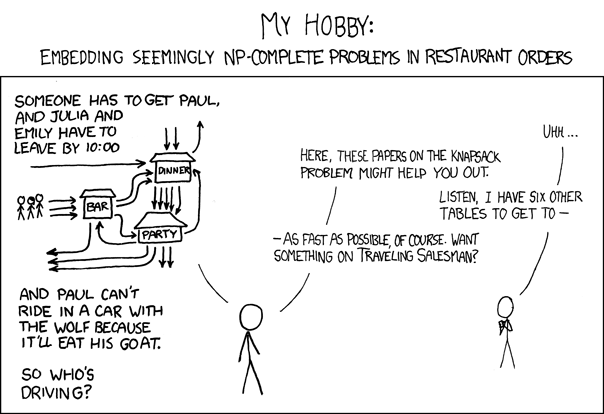 MY HOBBY:
EMBEDDING SEEMINGLY NP-COMPLETE PROBLEMS IN RESTAURANT ORDERS
SOMEONE HAS TO GET PAUL,
AND JULIA AND
EMILY HAVE TO
LEAVE BY 10:00
DINNER
BAR
PARTY
AND PAUL CAN'T
RIDE IN A CAR WITH
THE WOLF BECAUSE
IT'LL EAT HIS GOAT.
SO WHO'S
DRIVING?
HERE, THESE PAPERS ON THE KNAPSACK
PROBLEM MIGHT HELP YOU OUT.
UHH...
LISTEN, I HAVE SIX OTHER
TABLES TO GET TO —
—AS FAST AS POSSIBLE, OF COURSE. WANT
SOMETHING ON TRAVELING SALESMAN?